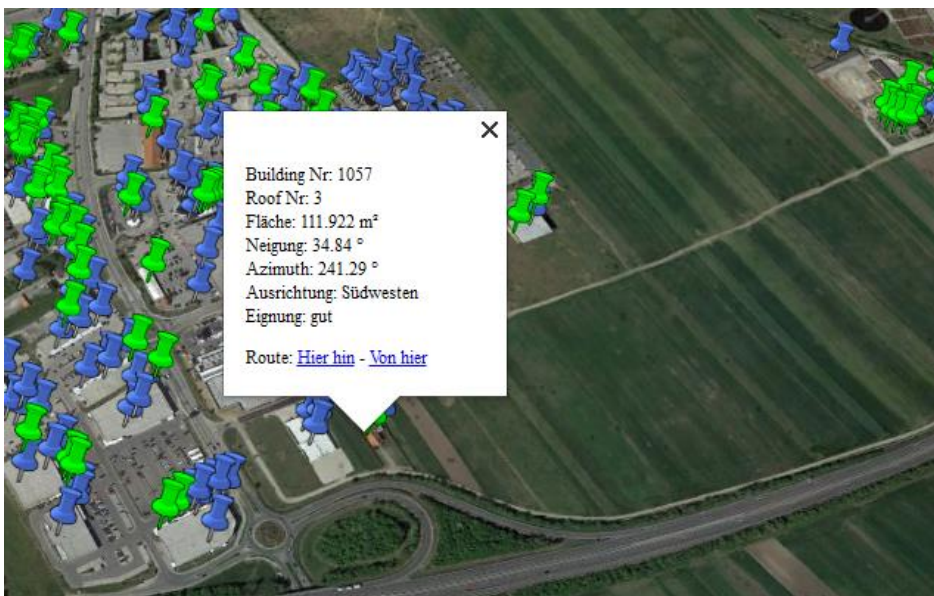 Building Nr: 1057
Roof Nr: 3
Fläche: 111.922 m²
Neigung: 34.84 °
Azimuth: 241.29 °
Ausrichtung: Südwesten
Eignung: gut
Route: Hier hin - Von hier